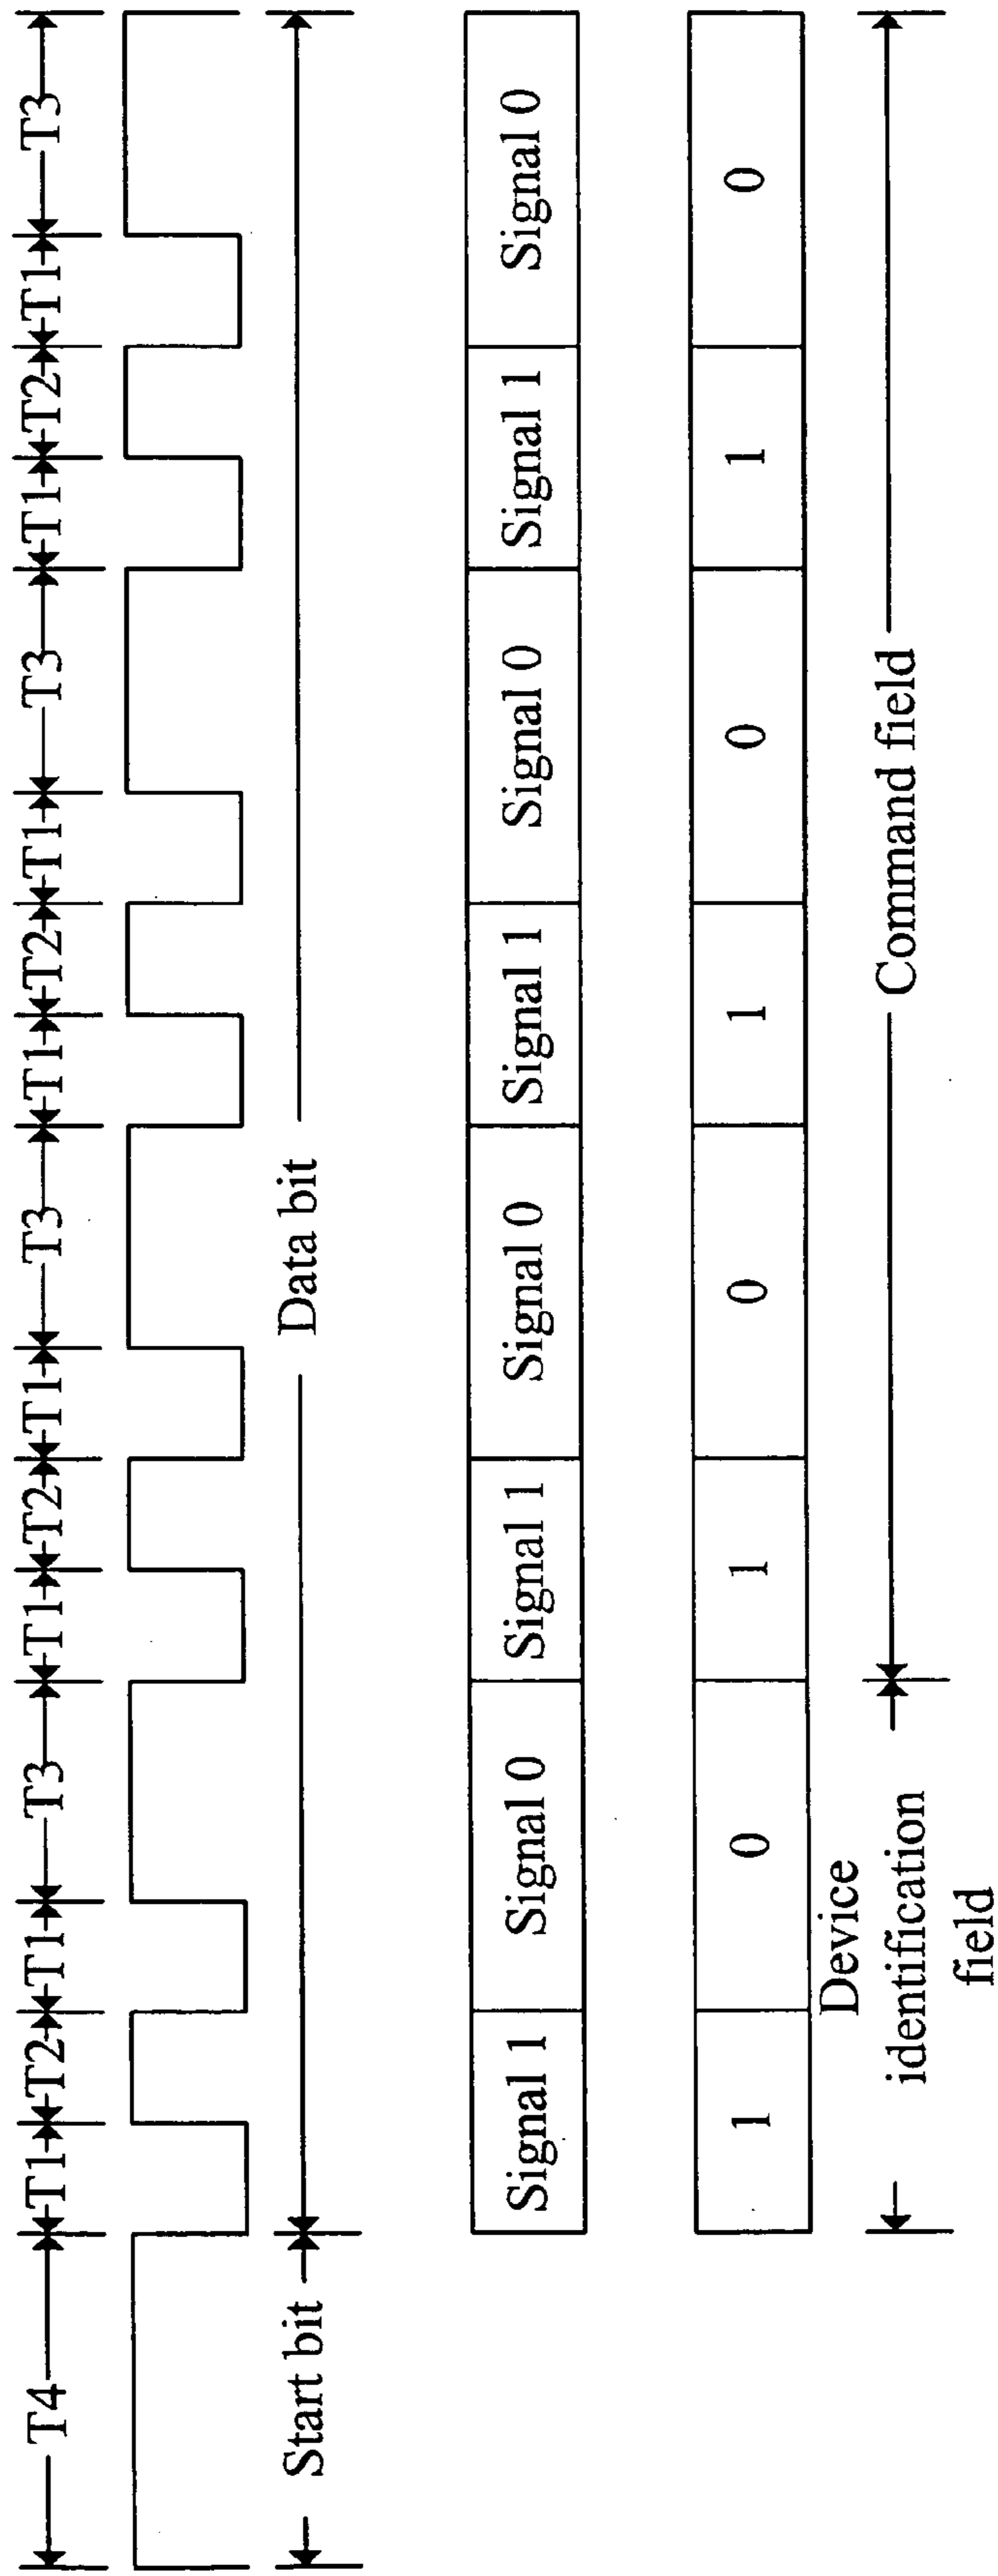 T4 T1 T2 T1 T3 T1 T2 T1 T3 T1 T2 T1 T3 T1 T2 T1 T3
Start bit Data bit
Signal 1 Signal 0 Signal 1 Signal 0 Signal 1 Signal 0 Signal 1 Signal 0
1 0 1 0 1 0 1 0
Device
identification
field
Command field